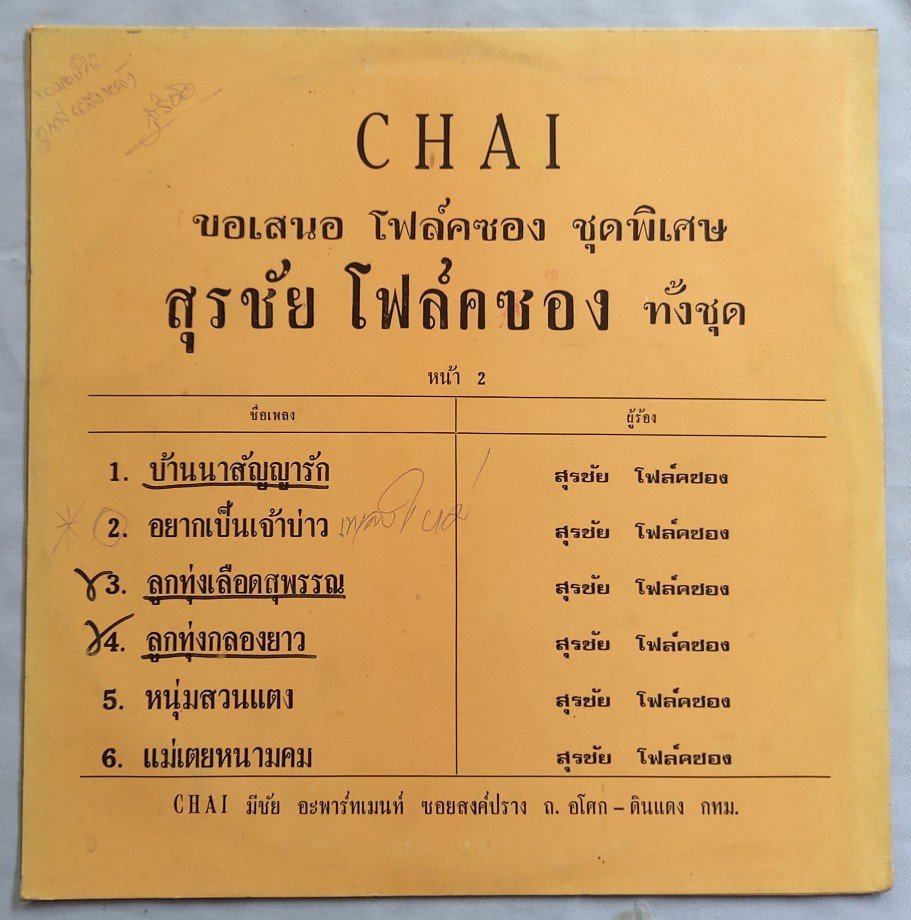 CHAI
ขอเสนอ โฟล์คซอง ชุดพิเศษ
สุรชัย โฟล์คซอง ทั้งชุด
หน้า 2
ชื่อเพลง ผู้ร้อง
1. บ้านนาสัญญารัก สุรชัย โฟล์คซอง
2. อยากเป็นเจ้าบ่าว สุรชัย โฟล์คซอง
3. ลูกทุ่งเลือดสุพรรณ สุรชัย โฟล์คซอง
4. ลูกทุ่งกลองยาว สุรชัย โฟล์คซอง
5. หนุ่มสวนแตง สุรชัย โฟล์คซอง
6. แม่เตยหนามคม สุรชัย โฟล์คซอง
CHAI มีชัย อะพาร์ทเมนท์ ซอยสงค์ปราง ถ. อโศก – ดินแดง กทม.